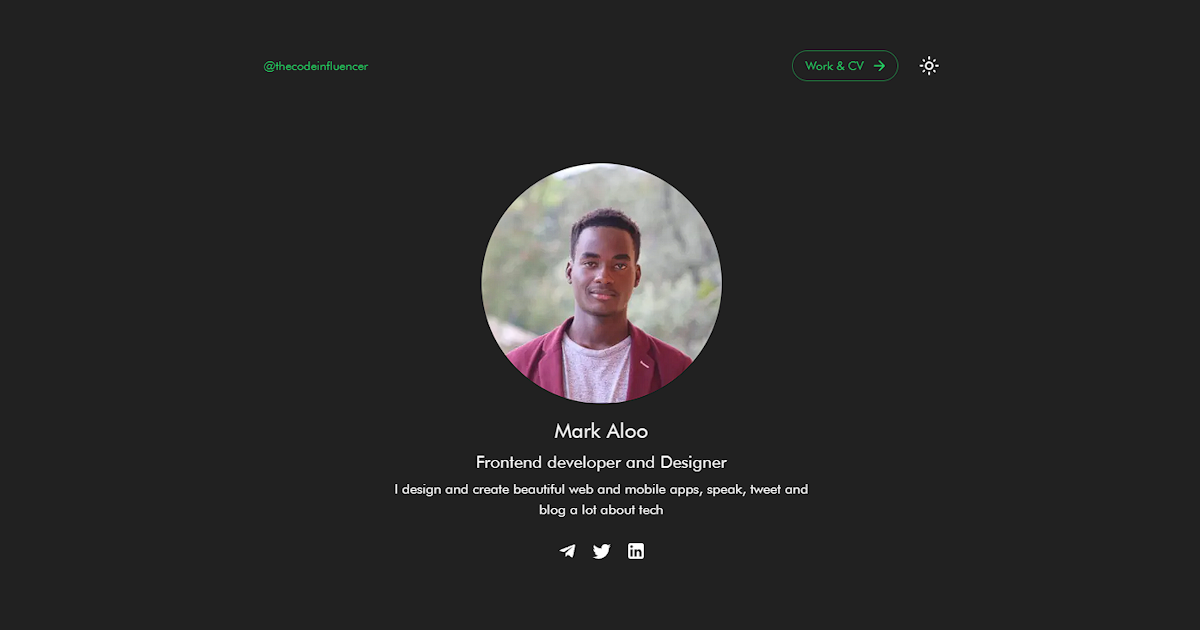 @thecodeinfluencer
Work & CV
Mark Aloo
Frontend developer and Designer
I design and create beautiful web and mobile apps, speak, tweet and
blog a lot about tech
in